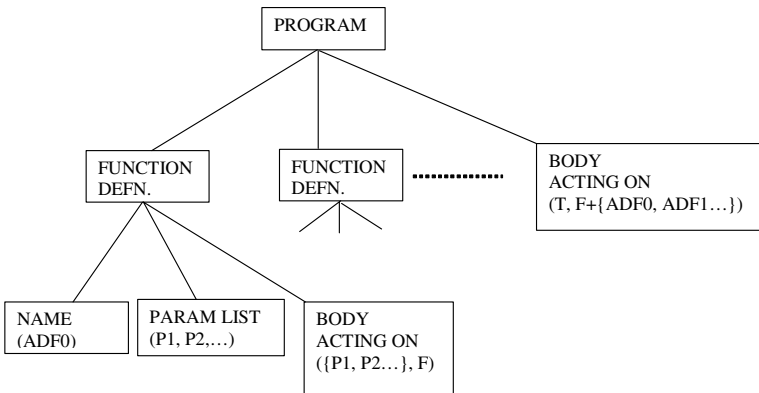 PROGRAM
FUNCTION
DEFN.
FUNCTION
DEFN.
BODY
ACTING ON
(T, F+{ADF0, ADF1…})
NAME
(ADF0)
PARAM LIST
(P1, P2,…)
BODY
ACTING ON
({P1, P2…}, F)